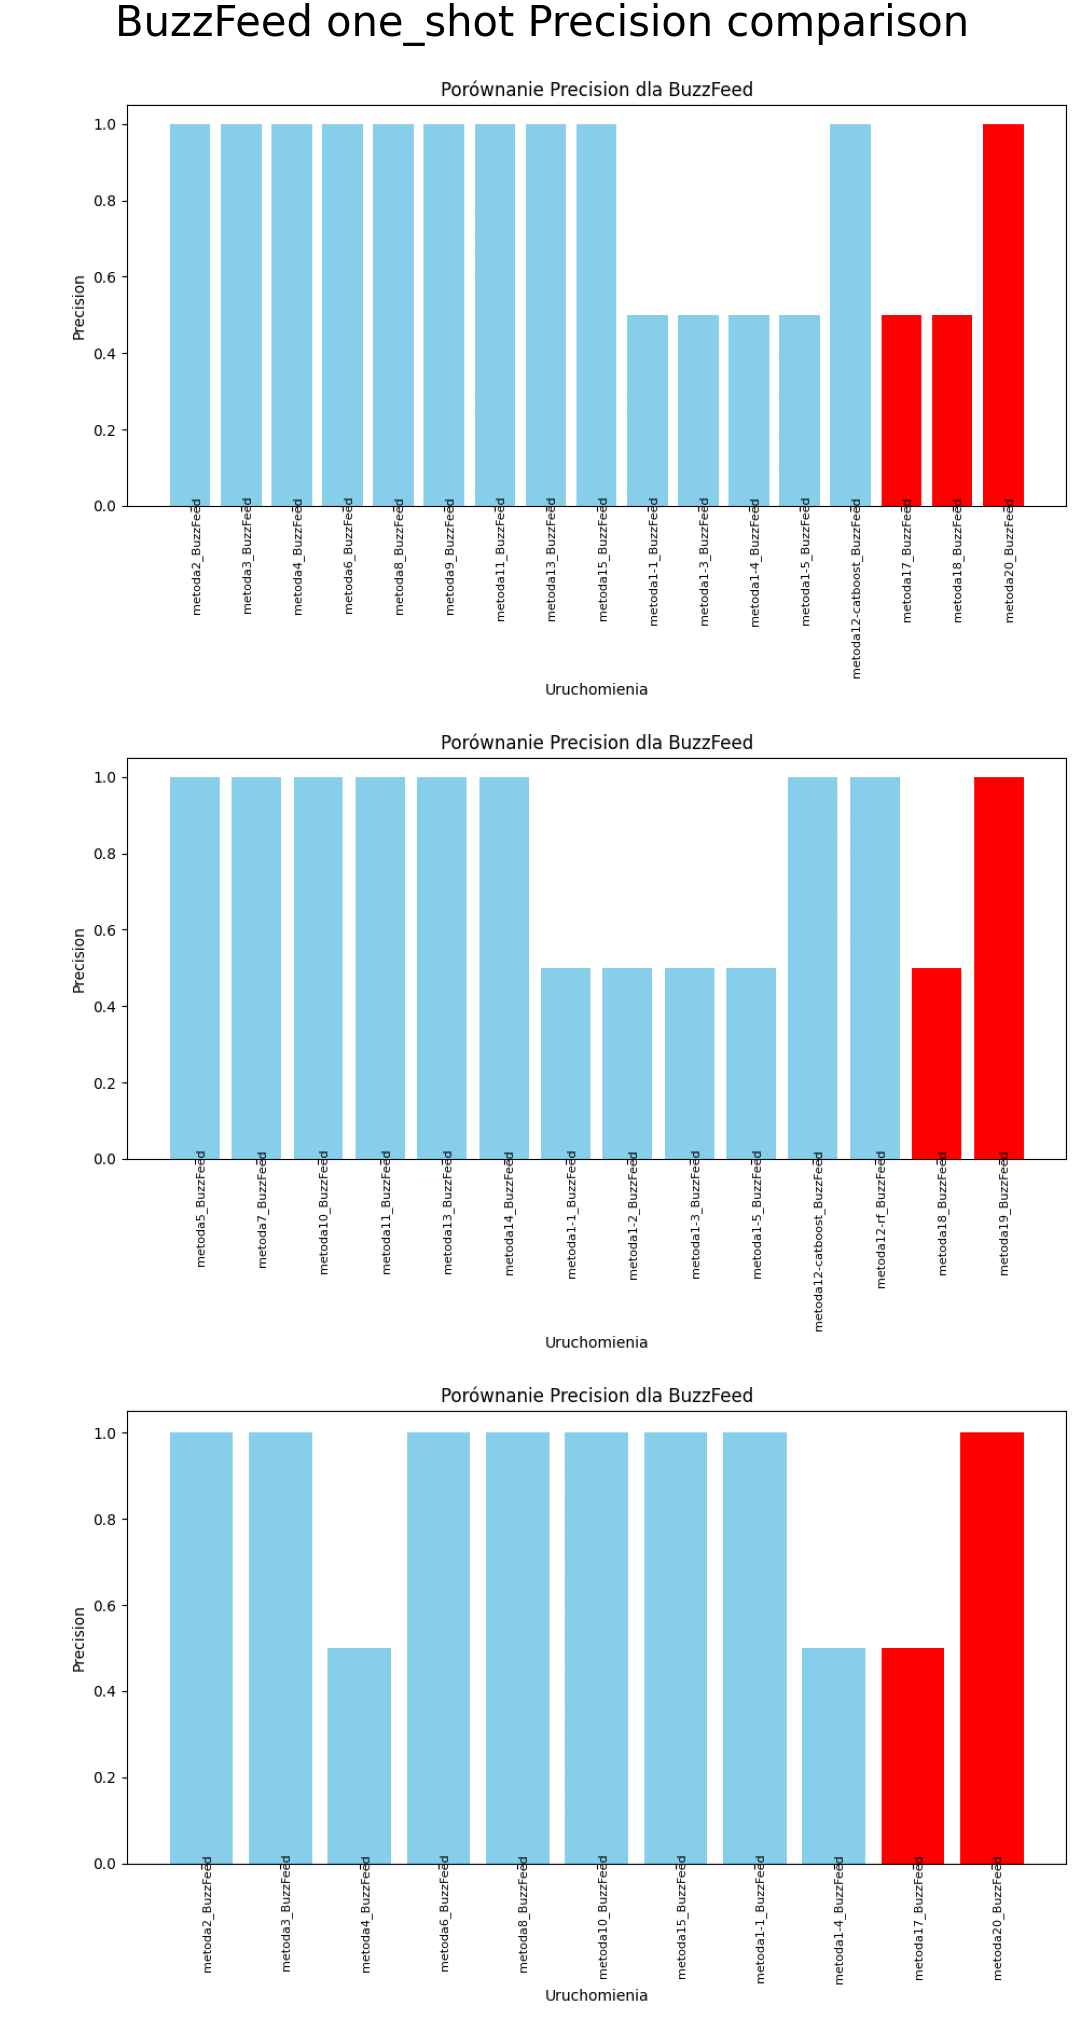 BuzzFeed one_shot Precision comparison
Porównanie Precision dla BuzzFeed
Precision
1.0
0.8
0.6
0.4
0.2
0.0
metoda2_BuzzFeed
metoda3_BuzzFeed
metoda4_BuzzFeed
metoda6_BuzzFeed
metoda8_BuzzFeed
metoda9_BuzzFeed
metoda11_BuzzFeed
metoda13_BuzzFeed
metoda15_BuzzFeed
metoda1-1_BuzzFeed
metoda1-3_BuzzFeed
metoda1-4_BuzzFeed
metoda1-5_BuzzFeed
metoda12-catboost_BuzzFeed
metoda17_BuzzFeed
metoda18_BuzzFeed
metoda20_BuzzFeed
Uruchomienia
Porównanie Precision dla BuzzFeed
Precision
1.0
0.8
0.6
0.4
0.2
0.0
metoda5_BuzzFeed
metoda7_BuzzFeed
metoda10_BuzzFeed
metoda11_BuzzFeed
metoda13_BuzzFeed
metoda14_BuzzFeed
metoda1-1_BuzzFeed
metoda1-2_BuzzFeed
metoda1-3_BuzzFeed
metoda1-5_BuzzFeed
metoda12-catboost_BuzzFeed
metoda12-rf_BuzzFeed
metoda18_BuzzFeed
metoda19_BuzzFeed
Uruchomienia
Porównanie Precision dla BuzzFeed
Precision
1.0
0.8
0.6
0.4
0.2
0.0
metoda2_BuzzFeed
metoda3_BuzzFeed
metoda4_BuzzFeed
metoda6_BuzzFeed
metoda8_BuzzFeed
metoda10_BuzzFeed
metoda15_BuzzFeed
metoda1-1_BuzzFeed
metoda1-4_BuzzFeed
metoda17_BuzzFeed
metoda20_BuzzFeed
Uruchomienia